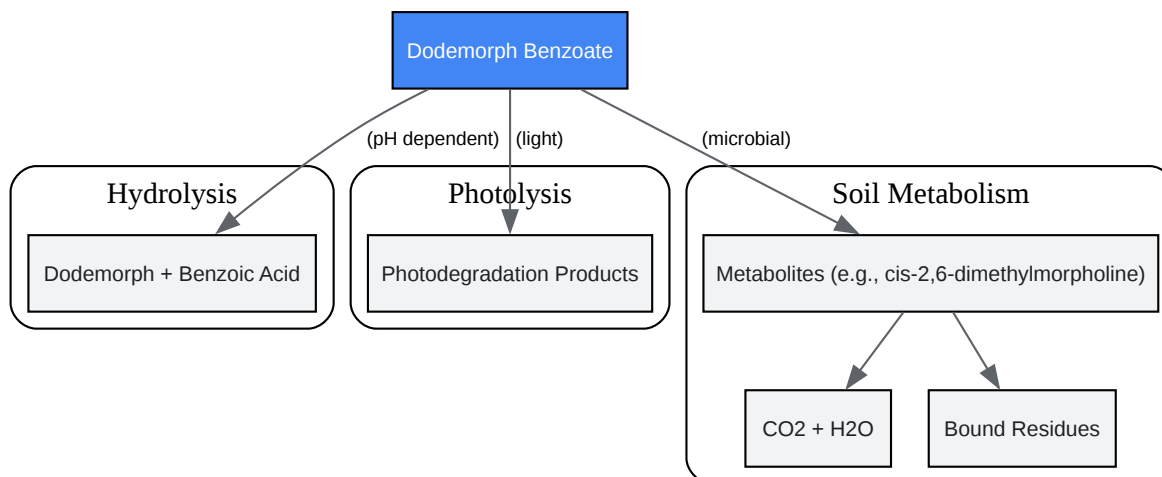 Dodemorph Benzoate
(pH dependent)
(light)
(microbial)
Hydrolysis
Photolysis
Soil Metabolism
Dodemorph + Benzoic Acid
Photodegradation Products
Metabolites (e.g., cis-2,6-dimethylmorpholine)
CO2 + H2O
Bound Residues